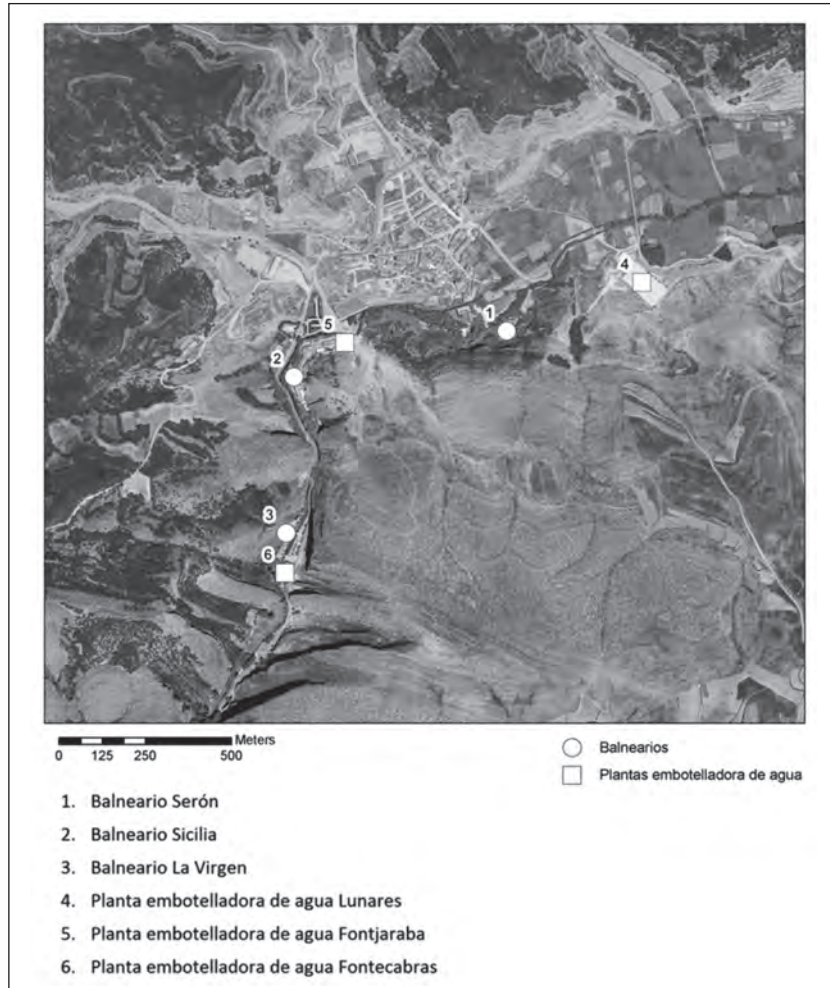 4
1
5
2
3
6
Meters
0 125 250 500
Balnearios
Plantas embotelladora de agua
1. Balneario Serón
2. Balneario Sicilia
3. Balneario La Virgen
4. Planta embotelladora de agua Lunares
5. Planta embotelladora de agua Fontjaraba
6. Planta embotelladora de agua Fontecabras